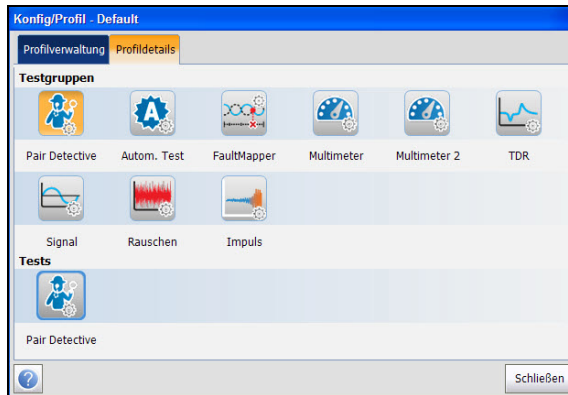 Konfig/Profil - Default
Profilverwaltung Profildetails
Testgruppen
Pair Detective Autom. Test FaultMapper Multimeter Multimeter 2 TDR
Signal Rauschen Impuls
Tests
Pair Detective
? Schließen